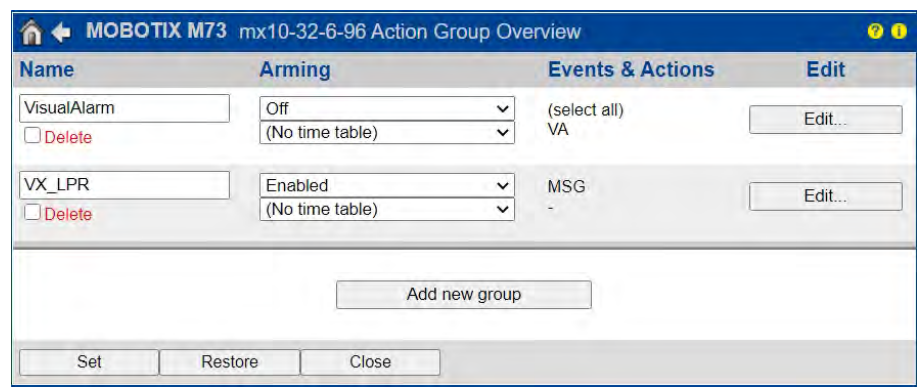 MOBOTIX M73 mx10-32-6-96 Action Group Overview ? i
Name Arming Events & Actions Edit
VisualAlarm Off (select all) Edit...
Delete (No time table) VA
VX_LPR Enabled MSG Edit...
Delete (No time table) -
Add new group
Set Restore Close